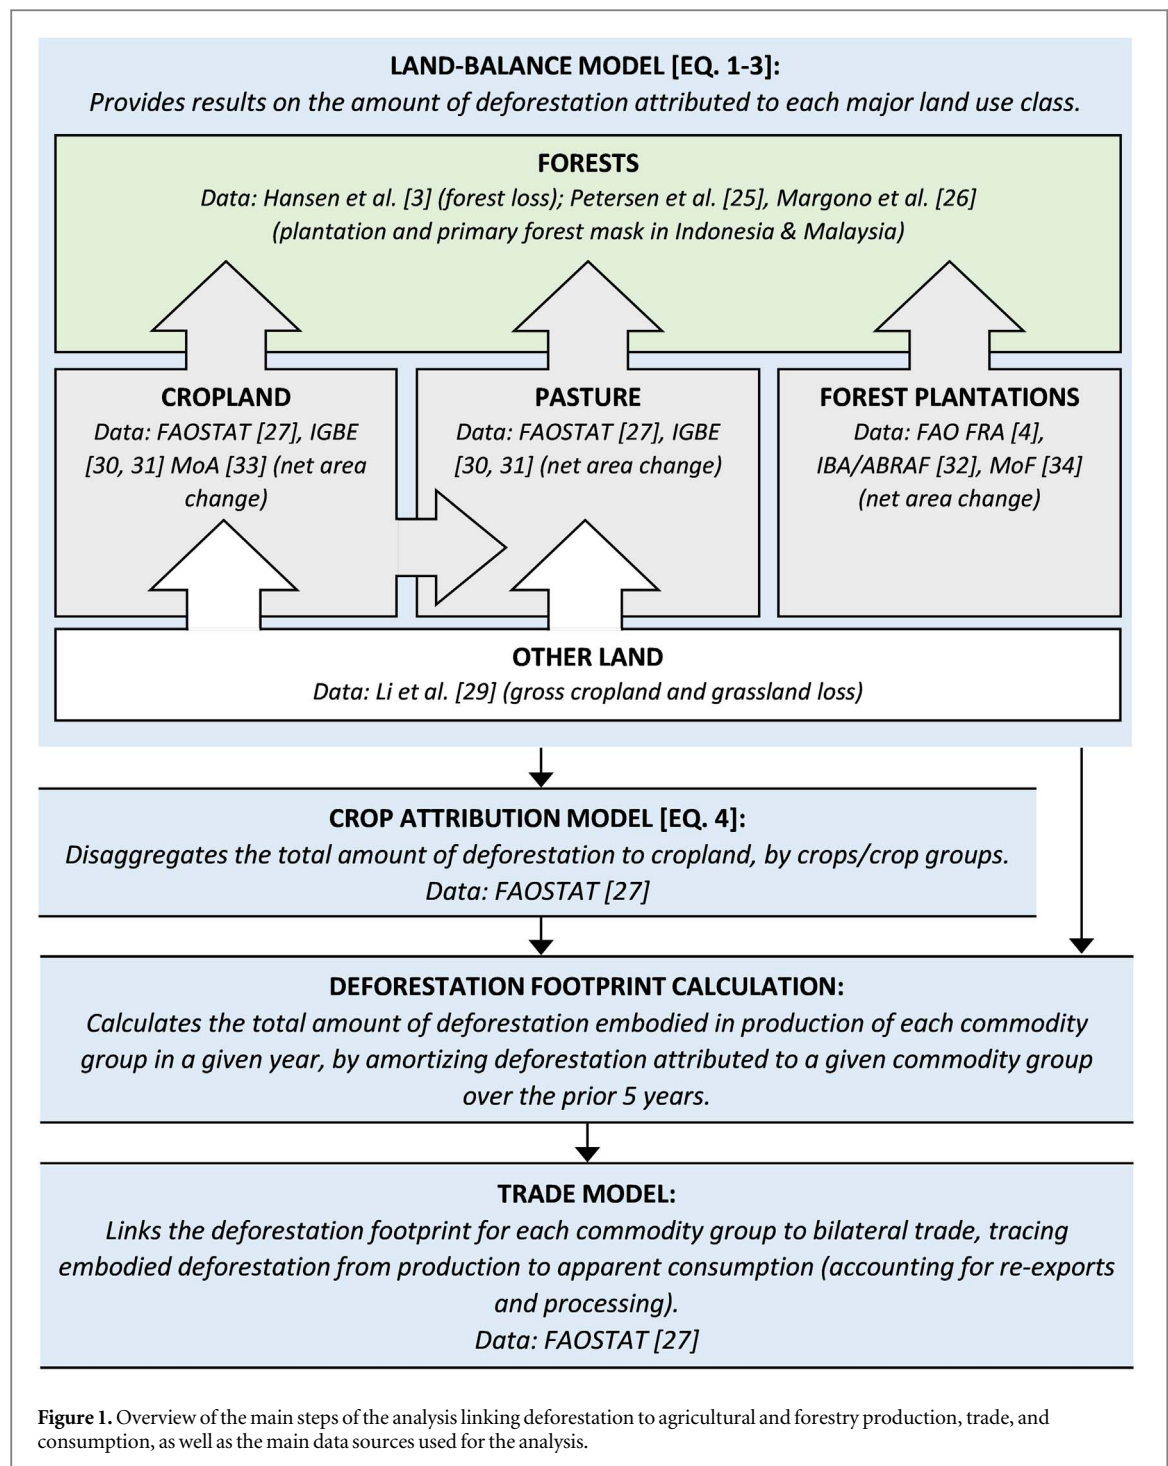 LAND-BALANCE MODEL [EQ. 1-3]:
Provides results on the amount of deforestation attributed to each major land use class.
FORESTS
Data: Hansen et al. [3] (forest loss); Petersen et al. [25], Margono et al. [26]
(plantation and primary forest mask in Indonesia & Malaysia)
CROPLAND
Data: FAOSTAT [27], IGBE
[30, 31] MoA [33] (net area
change)
PASTURE
Data: FAOSTAT [27], IGBE
[30, 31] (net area change)
FOREST PLANTATIONS
Data: FAO FRA [4],
IBA/ABRAF [32], MoF [34]
(net area change)
OTHER LAND
Data: Li et al. [29] (gross cropland and grassland loss)
CROP ATTRIBUTION MODEL [EQ. 4]:
Disaggregates the total amount of deforestation to cropland, by crops/crop groups.
Data: FAOSTAT [27]
DEFORESTATION FOOTPRINT CALCULATION:
Calculates the total amount of deforestation embodied in production of each commodity
group in a given year, by amortizing deforestation attributed to a given commodity group
over the prior 5 years.
TRADE MODEL:
Links the deforestation footprint for each commodity group to bilateral trade, tracing
embodied deforestation from production to apparent consumption (accounting for re-exports
and processing).
Data: FAOSTAT [27]
Figure 1. Overview of the main steps of the analysis linking deforestation to agricultural and forestry production, trade, and
consumption, as well as the main data sources used for the analysis.